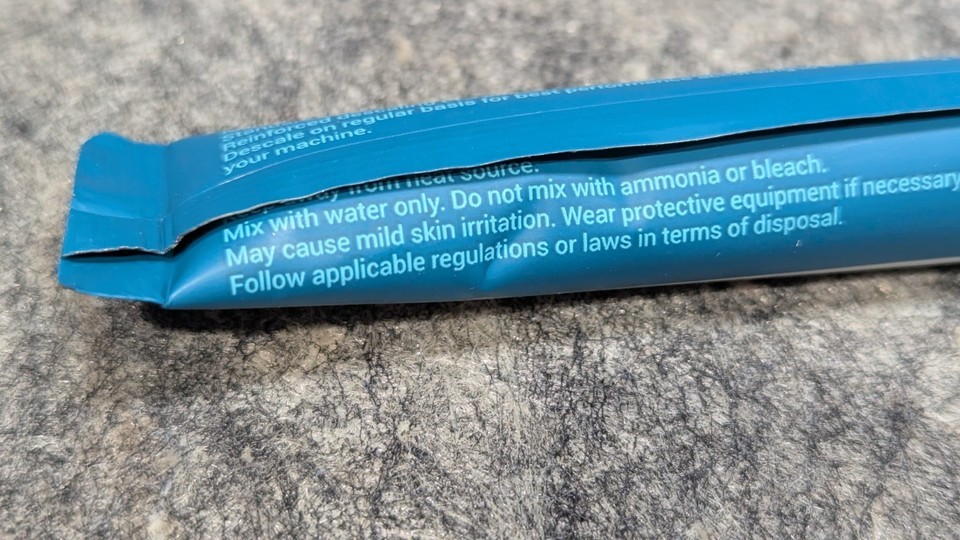 Reinforced
Descale on regular basis for best
your machine.
from heat source.
Mix with water only. Do not mix with ammonia or bleach.
May cause mild skin irritation. Wear protective equipment if necessary
Follow applicable regulations or laws in terms of disposal.